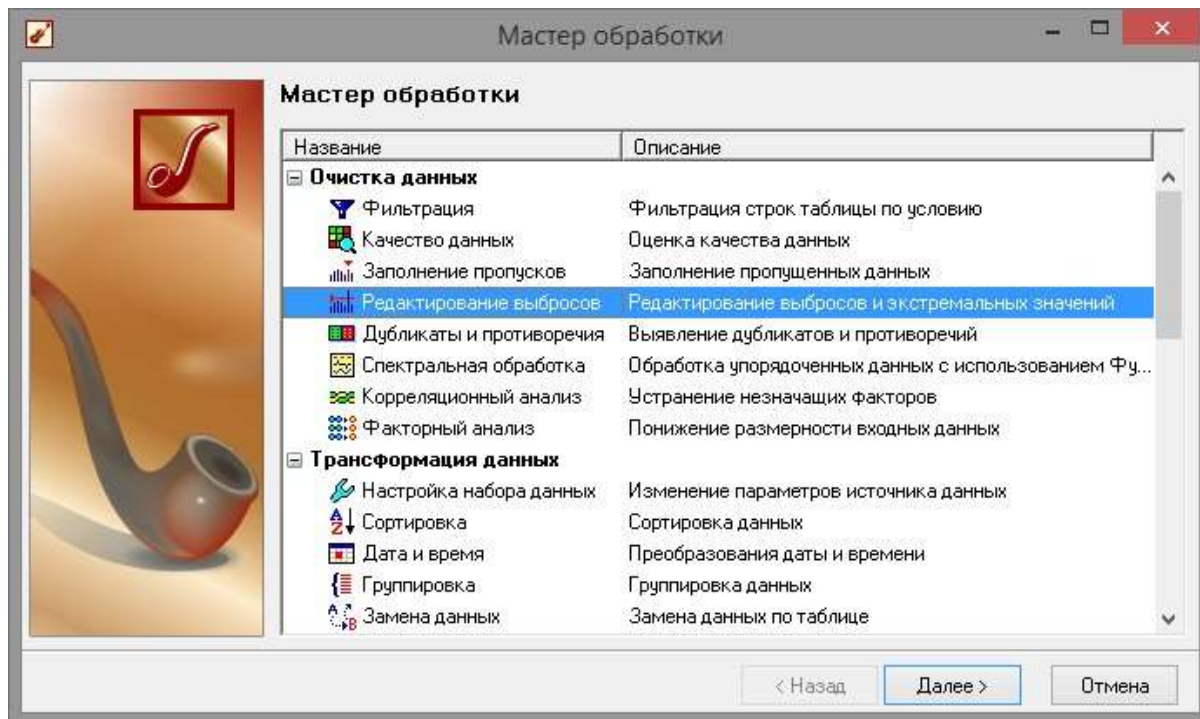 Мастер обработки
Мастер обработки
Название Описание
Очистка данных
Фильтрация Фильтрация строк таблицы по условию
Качество данных Оценка качества данных
Заполнение пропусков Заполнение пропущенных данных
Редактирование выбросов Редактирование выбросов и экстремальных значений
Дубликаты и противоречия Выявление дубликатов и противоречий
Спектральная обработка Обработка упорядоченных данных с использованием Фу...
Корреляционный анализ Устранение незначащих факторов
Факторный анализ Понижение размерности входных данных
Трансформация данных
Настройка набора данных Изменение параметров источника данных
Сортировка Сортировка данных
Дата и время Преобразования даты и времени
Группировка Группировка данных
Замена данных Замена данных по таблице
< Назад Далее > Отмена